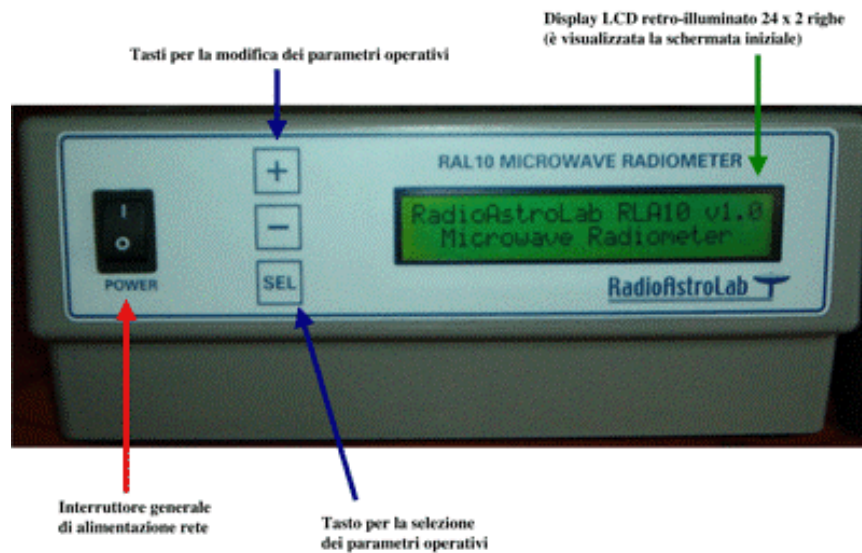 Display LCD retro-illuminato 24 x 2 righe
(è visualizzata la schermata iniziale)
Tasti per la modifica dei parametri operativi
RAL10 MICROWAVE RADIOMETER
+
RadioAstroLab RLA10 v1.0
Microwave Radiometer
−
I
O
POWER
SEL
RadioAstroLab
Interruttore generale
di alimentazione rete
Tasto per la selezione
dei parametri operativi